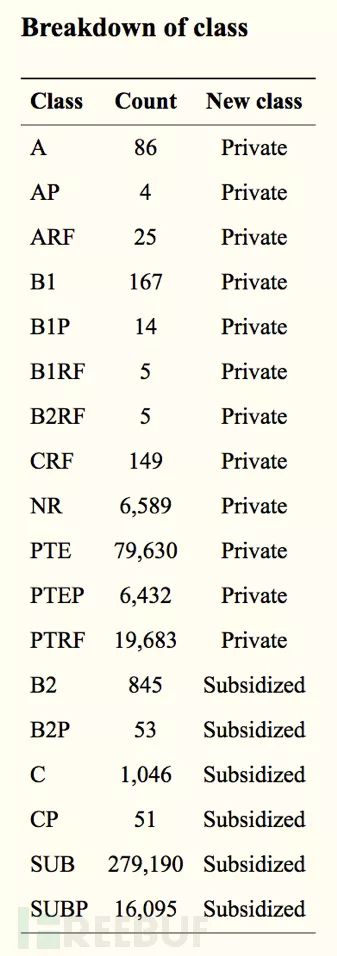 Breakdown of class
Class Count New class
A 86 Private
AP 4 Private
ARF 25 Private
B1 167 Private
B1P 14 Private
B1RF 5 Private
B2RF 5 Private
CRF 149 Private
NR 6,589 Private
PTE 79,630 Private
PTEP 6,432 Private
PTRF 19,683 Private
B2 845 Subsidized
B2P 53 Subsidized
C 1,046 Subsidized
CP 51 Subsidized
SUB 279,190 Subsidized
SUBP 16,095 Subsidized
FREEBUF